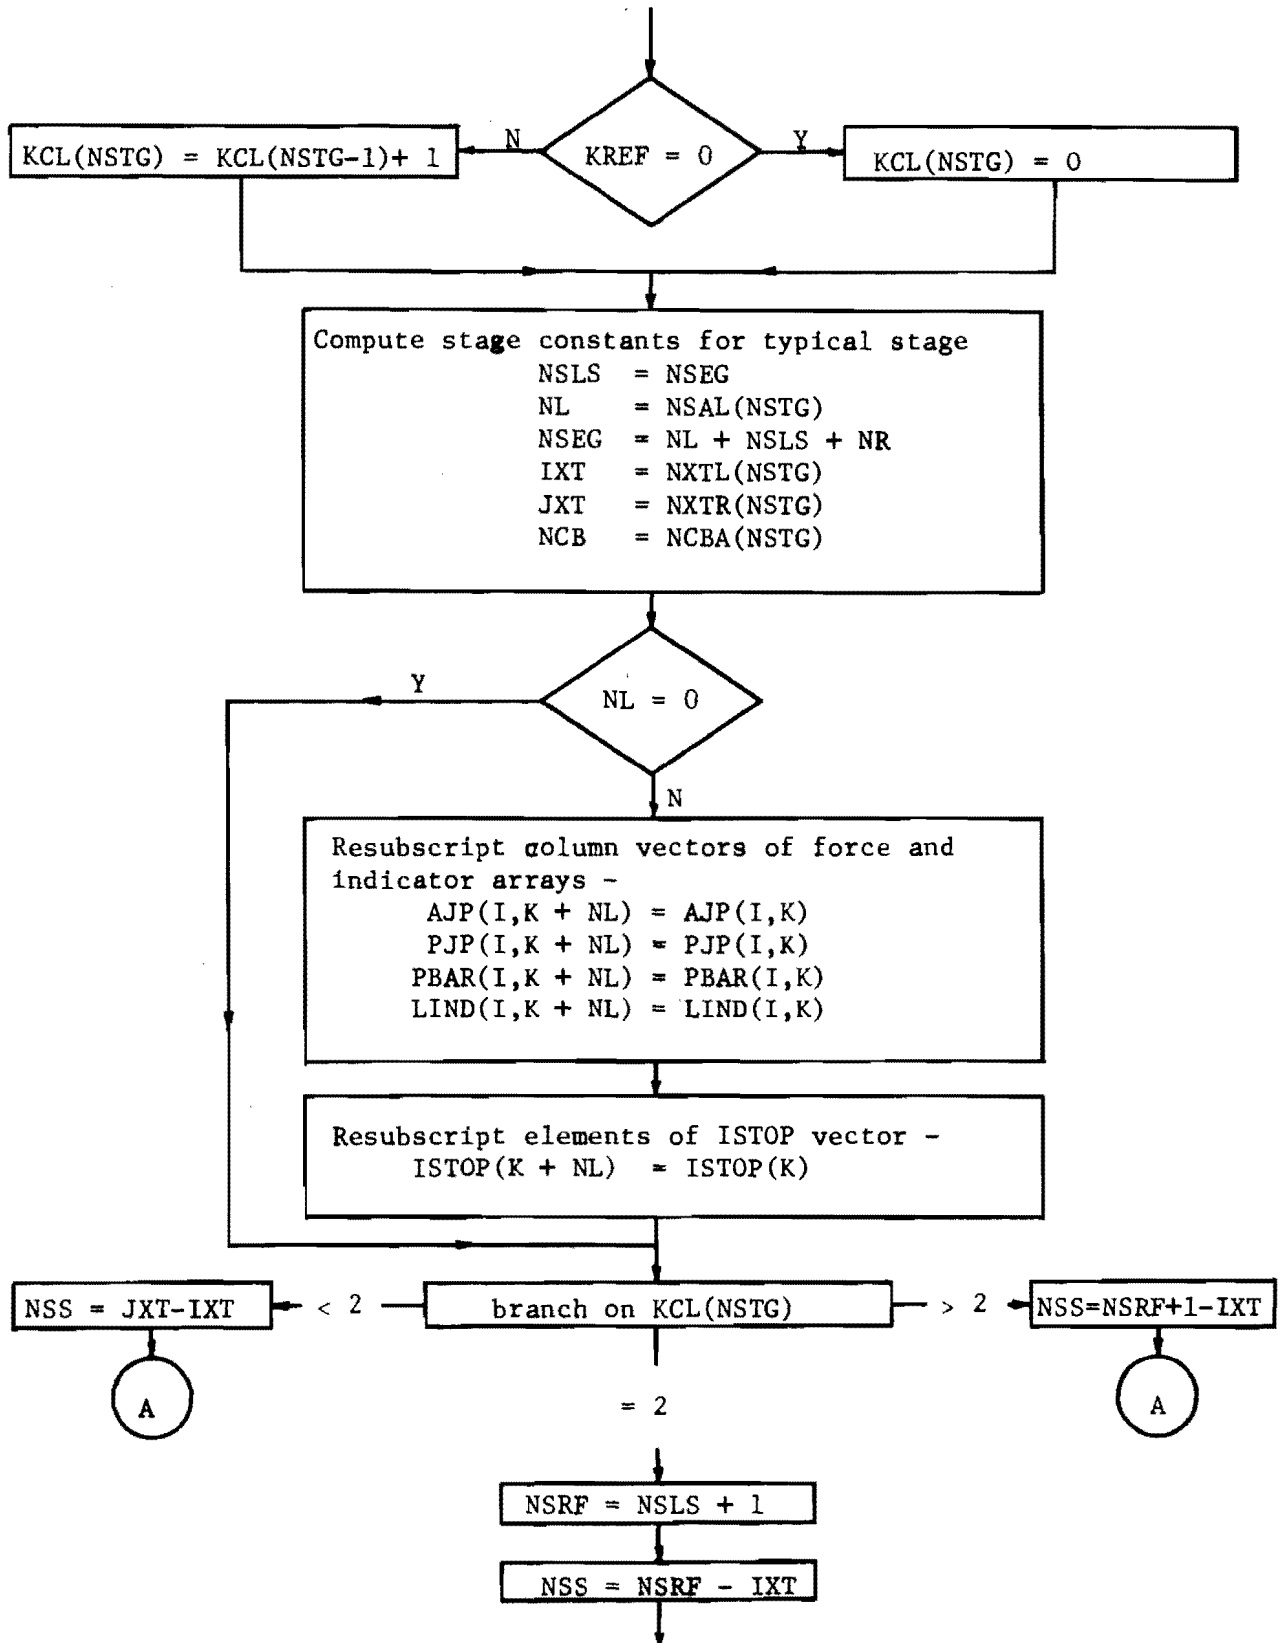 KREF = 0
N
Y
KCL(NSTG) = KCL(NSTG-1)+ 1
KCL(NSTG) = 0
Compute stage constants for typical stage
NSLS = NSEG
NL = NSAL(NSTG)
NSEG = NL + NSLS + NR
IXT = NXTL(NSTG)
JXT = NXTR(NSTG)
NCB = NCBA(NSTG)
NL = 0
Y
N
Resubscript column vectors of force and
indicator arrays -
AJP(I,K + NL) = AJP(I,K)
PJP(I,K + NL) = PJP(I,K)
PBAR(I,K + NL) = PBAR(I,K)
LIND(I,K + NL) = LIND(I,K)
Resubscript elements of ISTOP vector -
ISTOP(K + NL) = ISTOP(K)
NSS = JXT-IXT
< 2
branch on KCL(NSTG)
> 2
NSS=NSRF+1-IXT
A
A
= 2
NSRF = NSLS + 1
NSS = NSRF - IXT